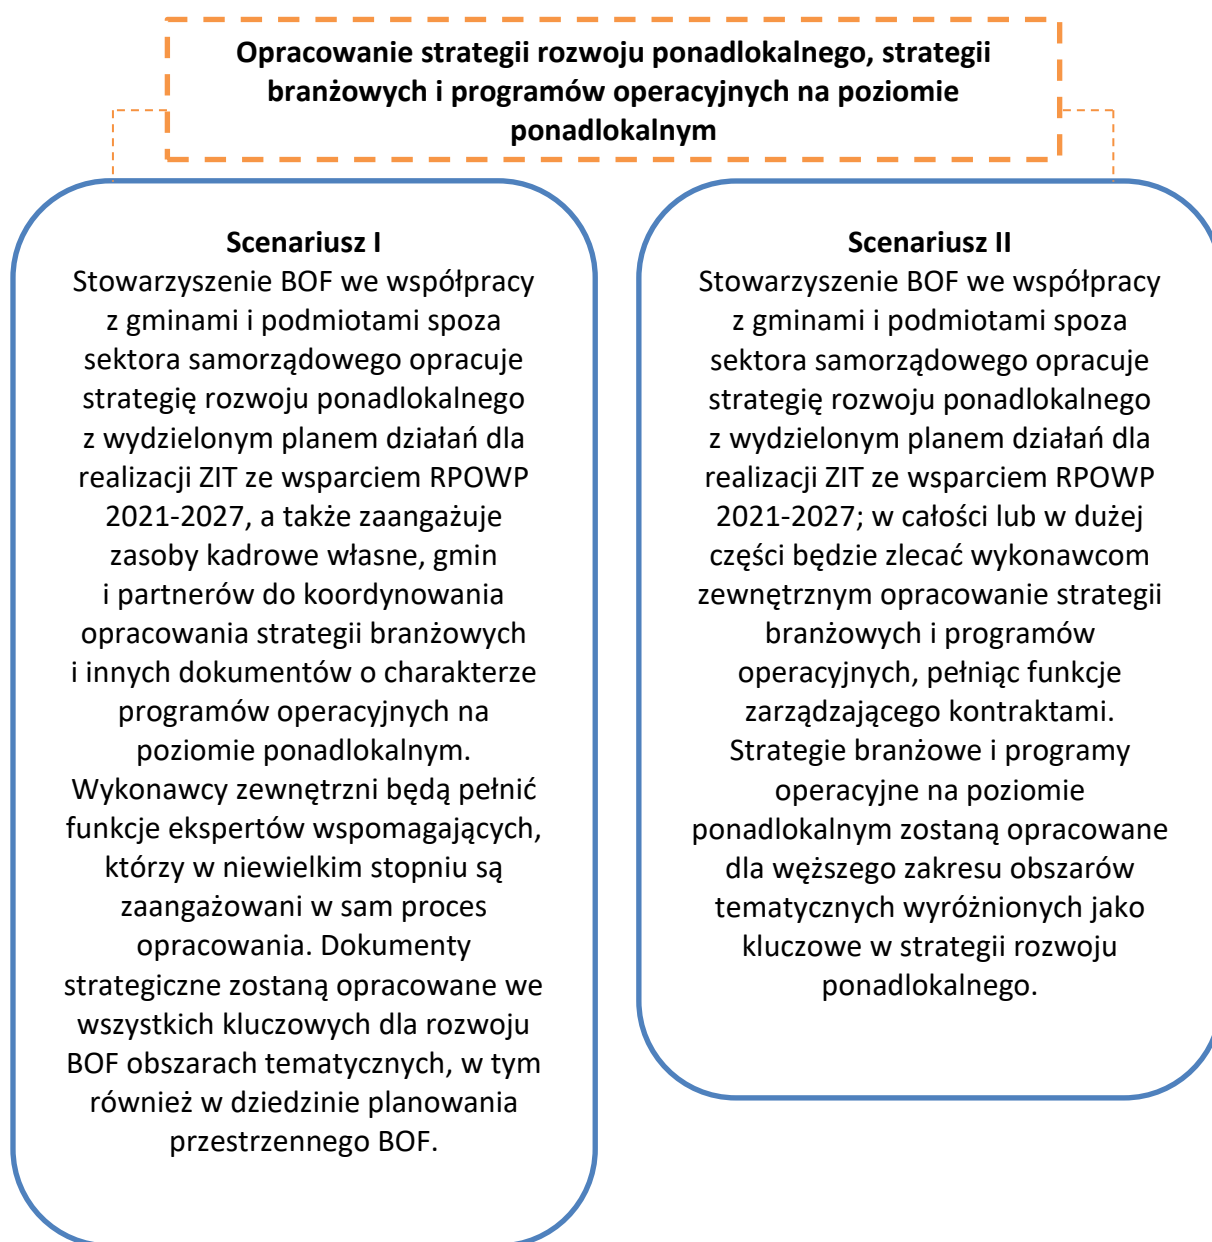 Opracowanie strategii rozwoju ponadlokalnego, strategii
branżowych i programów operacyjnych na poziomie
ponadlokalnym
Scenariusz I
Stowarzyszenie BOF we współpracy
z gminami i podmiotami spoza
sektora samorządowego opracuje
strategię rozwoju ponadlokalnego
z wydzielonym planem działań dla
realizacji ZIT ze wsparciem RPOWP
2021-2027, a także zaangażuje
zasoby kadrowe własne, gmin
i partnerów do koordynowania
opracowania strategii branżowych
i innych dokumentów o charakterze
programów operacyjnych na
poziomie ponadlokalnym.
Wykonawcy zewnętrzni będą pełnić
funkcje ekspertów wspomagających,
którzy w niewielkim stopniu są
zaangażowani w sam proces
opracowania. Dokumenty
strategiczne zostaną opracowane we
wszystkich kluczowych dla rozwoju
BOF obszarach tematycznych, w tym
również w dziedzinie planowania
przestrzennego BOF.
Scenariusz II
Stowarzyszenie BOF we współpracy
z gminami i podmiotami spoza
sektora samorządowego opracuje
strategię rozwoju ponadlokalnego
z wydzielonym planem działań dla
realizacji ZIT ze wsparciem RPOWP
2021-2027; w całości lub w dużej
części będzie zlecać wykonawcom
zewnętrznym opracowanie strategii
branżowych i programów
operacyjnych, pełniąc funkcje
zarządzającego kontraktami.
Strategie branżowe i programy
operacyjne na poziomie
ponadlokalnym zostaną opracowane
dla węższego zakresu obszarów
tematycznych wyróżnionych jako
kluczowe w strategii rozwoju
ponadlokalnego.